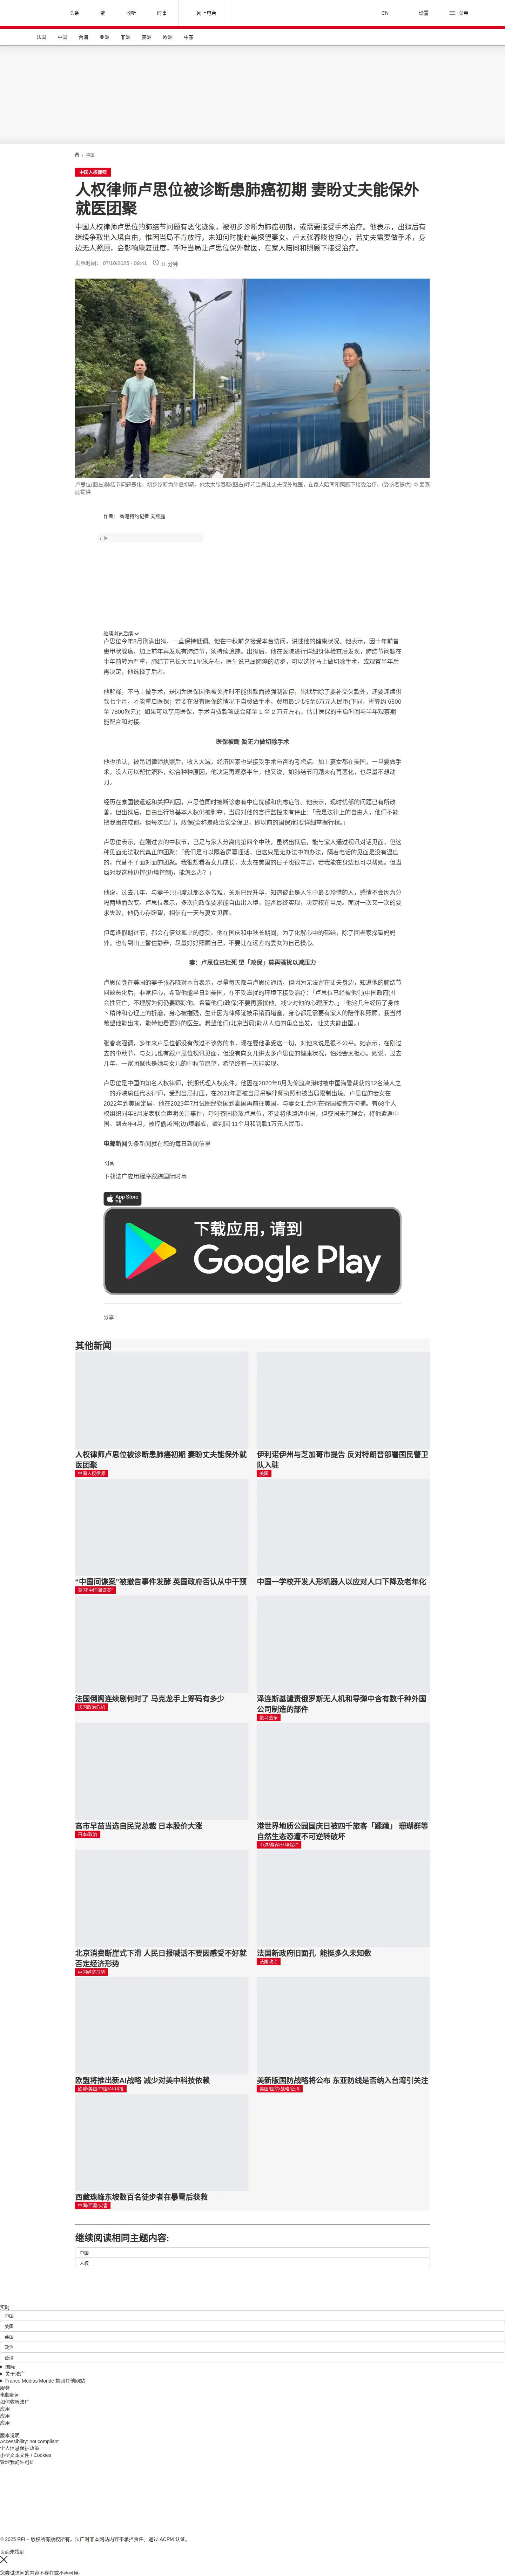 头条
繁
收听
时事
网上电台
CN
设置
菜单
法国
中国
台海
亚洲
非洲
美洲
欧洲
中东
/ 法国
中国人权律师
人权律师卢思位被诊断患肺癌初期 妻盼丈夫能保外
就医团聚
中国人权律师卢思位的肺结节问题有恶化迹象，被初步诊断为肺癌初期，或需要接受手术治疗。他表示，出狱后有
继续争取出入境自由，惟因当局不肯放行，未知何时能赴美探望妻女。卢太张春晓也担心，若丈夫需要做手术，身
边无人照顾，会影响康复进度，呼吁当局让卢思位保外就医，在家人陪同和照顾下接受治疗。
发表时间： 07/10/2025 - 09:41
11 分钟
卢思位(图左)肺结节问题恶化，初步诊断为肺癌初期。他太太张春晓(图右)呼吁当局让丈夫保外就医，在家人陪同和照顾下接受治疗。(受访者提供) © 麦燕
庭提供
作者： 香港特约记者 麦燕庭
广告
继续浏览后续
卢思位今年8月刑满出狱，一直保持低调。他在中秋前夕接受本台访问，讲述他的健康状况。他表示，因十年前曾
患甲状腺癌，加上前年再发现有肺结节，须持续追踪。出狱后，他在医院进行详细身体检查后发现，肺结节问题在
半年前转为严重，肺结节已长大至1厘米左右，医生说已属肺癌的初步，可以选择马上做切除手术，或观察半年后
再决定，他选择了后者。
他解释，不马上做手术，是因为医保因他被关押时不能供款而被强制暂停，出狱后除了要补交欠款外，还要连续供
款七个月，才能重启医保；若要在没有医保的情况下自费做手术，费用最少要5至6万元人民币(下同，折算约 6500
至 7800欧元)；如果可以享用医保，手术自费款项或会降至 1 至 2 万元左右，估计医保的重启时间与半年观察期
能配合和对接。
医保被断 暂无力做切除手术
他也承认，被吊销律师执照后，收入大减，经济因素也是接受手术与否的考虑点。加上妻女都在美国，一旦要做手
术，没人可以帮忙照料，综合种种原因，他决定再观察半年。他又说，如肺结节问题未有再恶化，也尽量不想动
刀。
经历在寮国被遣返和关押判囚，卢思位同时被断诊患有中度忧郁和焦虑症等。他表示，现时忧郁的问题已有所改
善。但出狱后，自由出行等基本人权仍被剥夺，当局对他的言行监控未有停止:「我是法律上的自由人，他们不能
把我困在成都，但每次出门，政保(全称是政治安全保卫，即以前的国保)都要详细掌握行程。」
卢思位表示，在刚过去的中秋节，已是与家人分离的第四个中秋，虽然出狱后，能与家人通过视讯对话见面，但这
种见面无法取代真正的团聚:「我们是可以隔着屏幕通话，但这只是无办法中的办法，隔着电话的见面是没有温度
的，代替不了面对面的团聚。我很想看着女儿成长，太太在美国的日子也很辛苦，若我能在身边也可以帮她。但当
局对我这种边控(边境控制)，能怎么办？」
他说，过去几年，与妻子共同度过那么多苦难，关系已经升华，知道彼此是人生中最要珍惜的人，感情不会因为分
隔两地而改变。卢思位表示，多次向政保要求能自由出入境，能否最终实现，决定权在当局。面对一次又一次的要
求失败，他仍心存盼望，相信有一天与妻女见面。
但每逢假期过节，都会有倍觉孤单的感觉。他在国庆和中秋长期间，为了化解心中的郁结，除了回老家探望妈妈
外，也有到山上暂住静养，尽量好好照顾自己，不要让在远方的妻女为自己操心。
妻：卢思位已社死 望「政保」莫再骚扰以减压力
卢思位身在美国的妻子张春晓对本台表示，尽量每天都与卢思位通话，但因为无法留在丈夫身边，知道他的肺结节
问题恶化后，非常担心，希望他能早日到美国，在不受滋扰的环境下接受治疗:「卢思位已经被他们(中国政府)社
会性死亡，不理解为何仍要跟踪他。希望他们(政保)不要再骚扰他，减少对他的心理压力。」「他这几年经历了身体
丶精神和心理上的折磨，身心被摧残，生计因为律师证被吊销而堵塞，身心都是需要有家人的陪伴和照顾，我当然
希望他能出来，能带他看更好的医生，希望他们(北京当局)能从人道的角度出发， 让丈夫能出国。」
张春晓强调，多年来卢思位都没有做过不该做的事，现在要他承受这一切，对他来说是很不公平。她表示，在刚过
去的中秋节，与女儿也有跟卢思位视讯见面，但没有向女儿讲太多卢思位的健康状况，怕她会太担心。她说，过去
几年，一家团聚也是她与女儿的中秋节愿望，希望终有一天能实现。
卢思位是中国的知名人权律师，长期代理人权案件。他因在2020年8月为偷渡离港时被中国海警截获的12名港人之
一的乔映瑜任代表律师，受到当局打压，在2021年更被当局吊销律师执照和被当局限制出境。卢思位的妻女在
2022年到美国定居，他在2023年7月试图经寮国到泰国再前往美国，与妻女汇合时在寮国被警方拘捕。有68个人
权组织同年8月发表联合声明关注事件，呼吁寮国释放卢思位，不要将他遣返中国，但寮国未有理会，将他遣返中
国。到去年4月，被控偷越国(边)境罪成，遭判囚 11个月和罚款1万元人民币。
电邮新闻头条新闻就在您的每日新闻信里
订阅
下载法广应用程序跟踪国际时事
App Store
下载
下载应用，请到
Google Play
分享 :
其他新闻
人权律师卢思位被诊断患肺癌初期 妻盼丈夫能保外就
医团聚
中国人权律师
伊利诺伊州与芝加哥市提告 反对特朗普部署国民警卫
队入驻
美国
“中国间谍案”被撤告事件发酵 英国政府否认从中干预
英国“中国间谍案”
中国一学校开发人形机器人以应对人口下降及老年化
法国倒阁连续剧何时了 马克龙手上筹码有多少
法国政治危机
泽连斯基谴责俄罗斯无人机和导弹中含有数千种外国
公司制造的部件
俄乌战争
高市早苗当选自民党总裁 日本股价大涨
日本/政治
港世界地质公园国庆日被四千旅客「蹂躏」 珊瑚群等
自然生态恐遭不可逆转破坏
中港/游客/环境保护
北京消费断崖式下滑 人民日报喊话不要因感受不好就
否定经济形势
中国经济形势
法国新政府旧面孔 能挺多久未知数
法国政治
欧盟将推出新AI战略 减少对美中科技依赖
欧盟/美国/中国/AI/科技
美新版国防战略将公布 东亚防线是否纳入台湾引关注
美国/国防/战略/台湾
西藏珠峰东坡数百名徒步者在暴雪后获救
中国/西藏/灾害
继续阅读相同主题内容:
中国
人权
实时
中国
美国
英国
政治
台湾
国际
关于法广
France Médias Monde 集团其他网站
服务
电邮新闻
如何收听法广
应用
应用
应用
版本说明
Accessibility: not compliant
个人信息保护政策
小型文本文件 / Cookies
管理我的许可证
© 2025 RFI – 版权所有版权所有。法广对非本网站内容不承担责任。通过 ACPM 认证。
页面未找到
您尝试访问的内容不存在或不再可用。